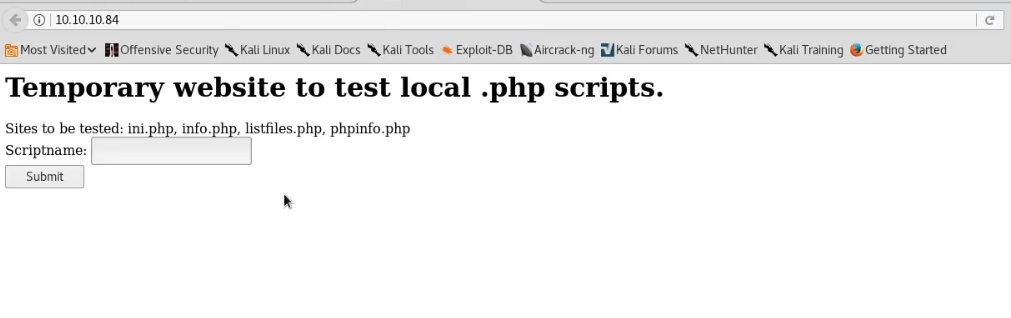 10.10.10.84
Most Visited Offensive Security Kali Linux Kali Docs Kali Tools Exploit-DB Aircrack-ng Kali Forums NetHunter Kali Training Getting Started
Temporary website to test local .php scripts.
Sites to be tested: ini.php, info.php, listfiles.php, phpinfo.php
Scriptname:
Submit